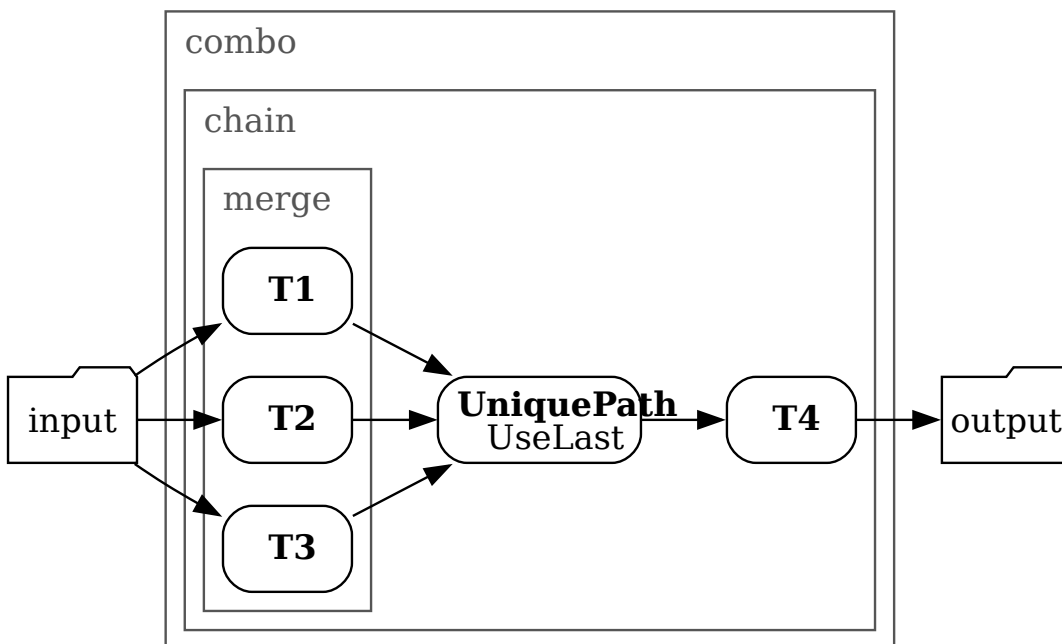 combo
chain
merge
T1
input
T2
UniquePath
UseLast
T4
output
T3